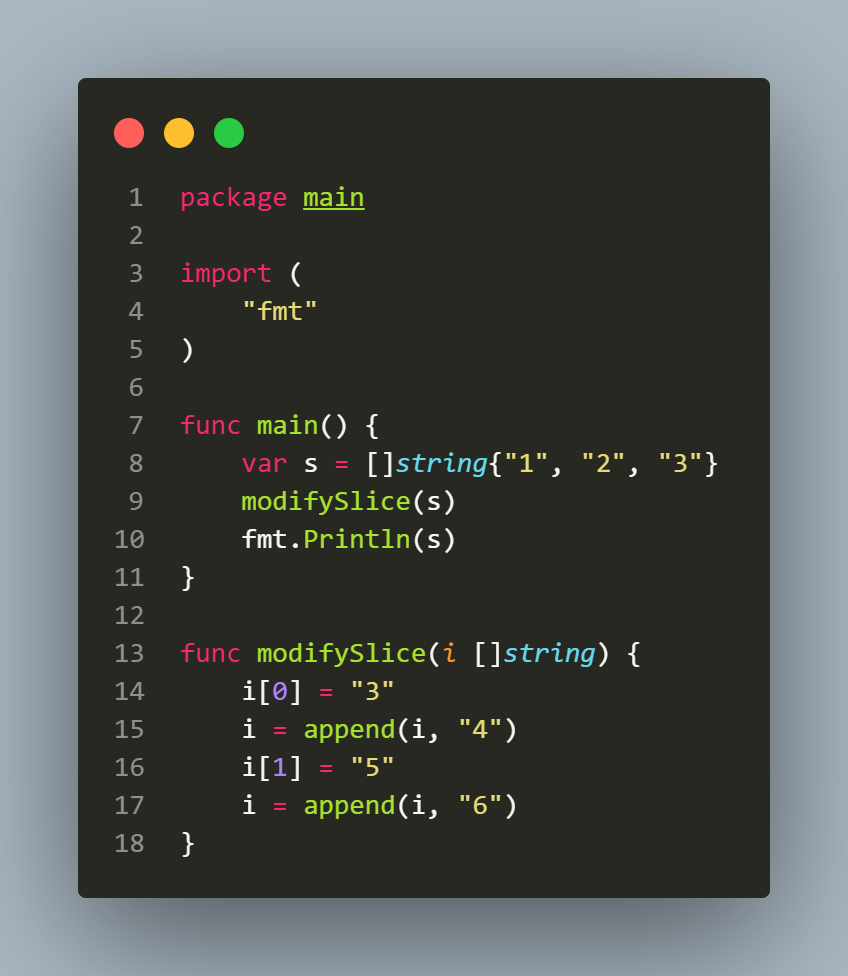 1 package main
2
3 import (
4     "fmt"
5 )
6
7 func main() {
8     var s = []string{"1", "2", "3"}
9     modifySlice(s)
10     fmt.Println(s)
11 }
12
13 func modifySlice(i []string) {
14     i[0] = "3"
15     i = append(i, "4")
16     i[1] = "5"
17     i = append(i, "6")
18 }